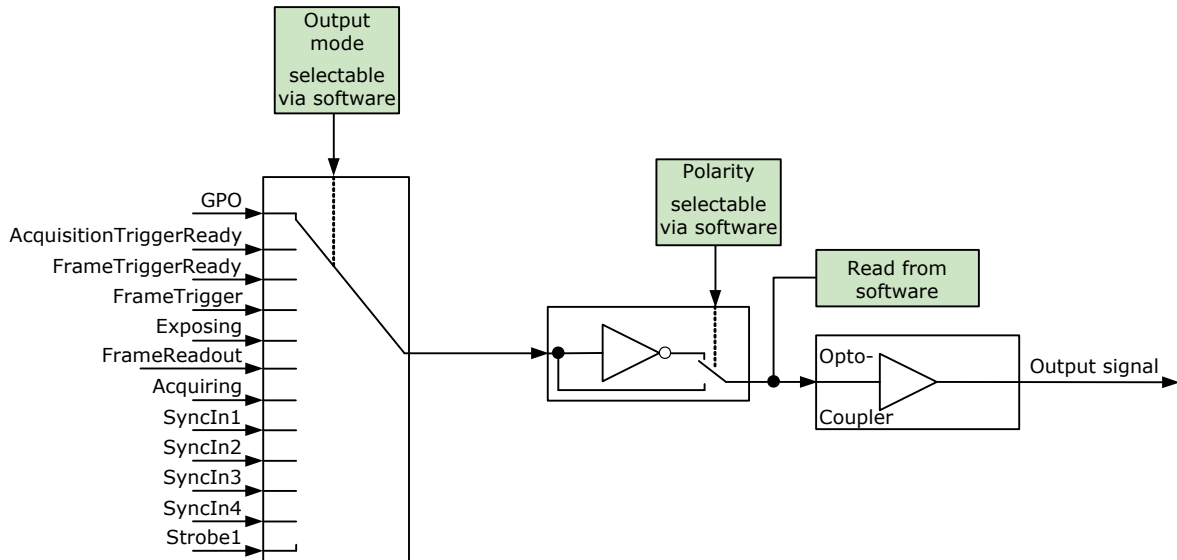 Output
mode
selectable
via software
Polarity
selectable
via software
GPO
AcquisitionTriggerReady
FrameTriggerReady
FrameTrigger
Exposing
FrameReadout
Acquiring
SyncIn1
SyncIn2
SyncIn3
SyncIn4
Strobe1
Read from
software
Opto-
Coupler
Output signal